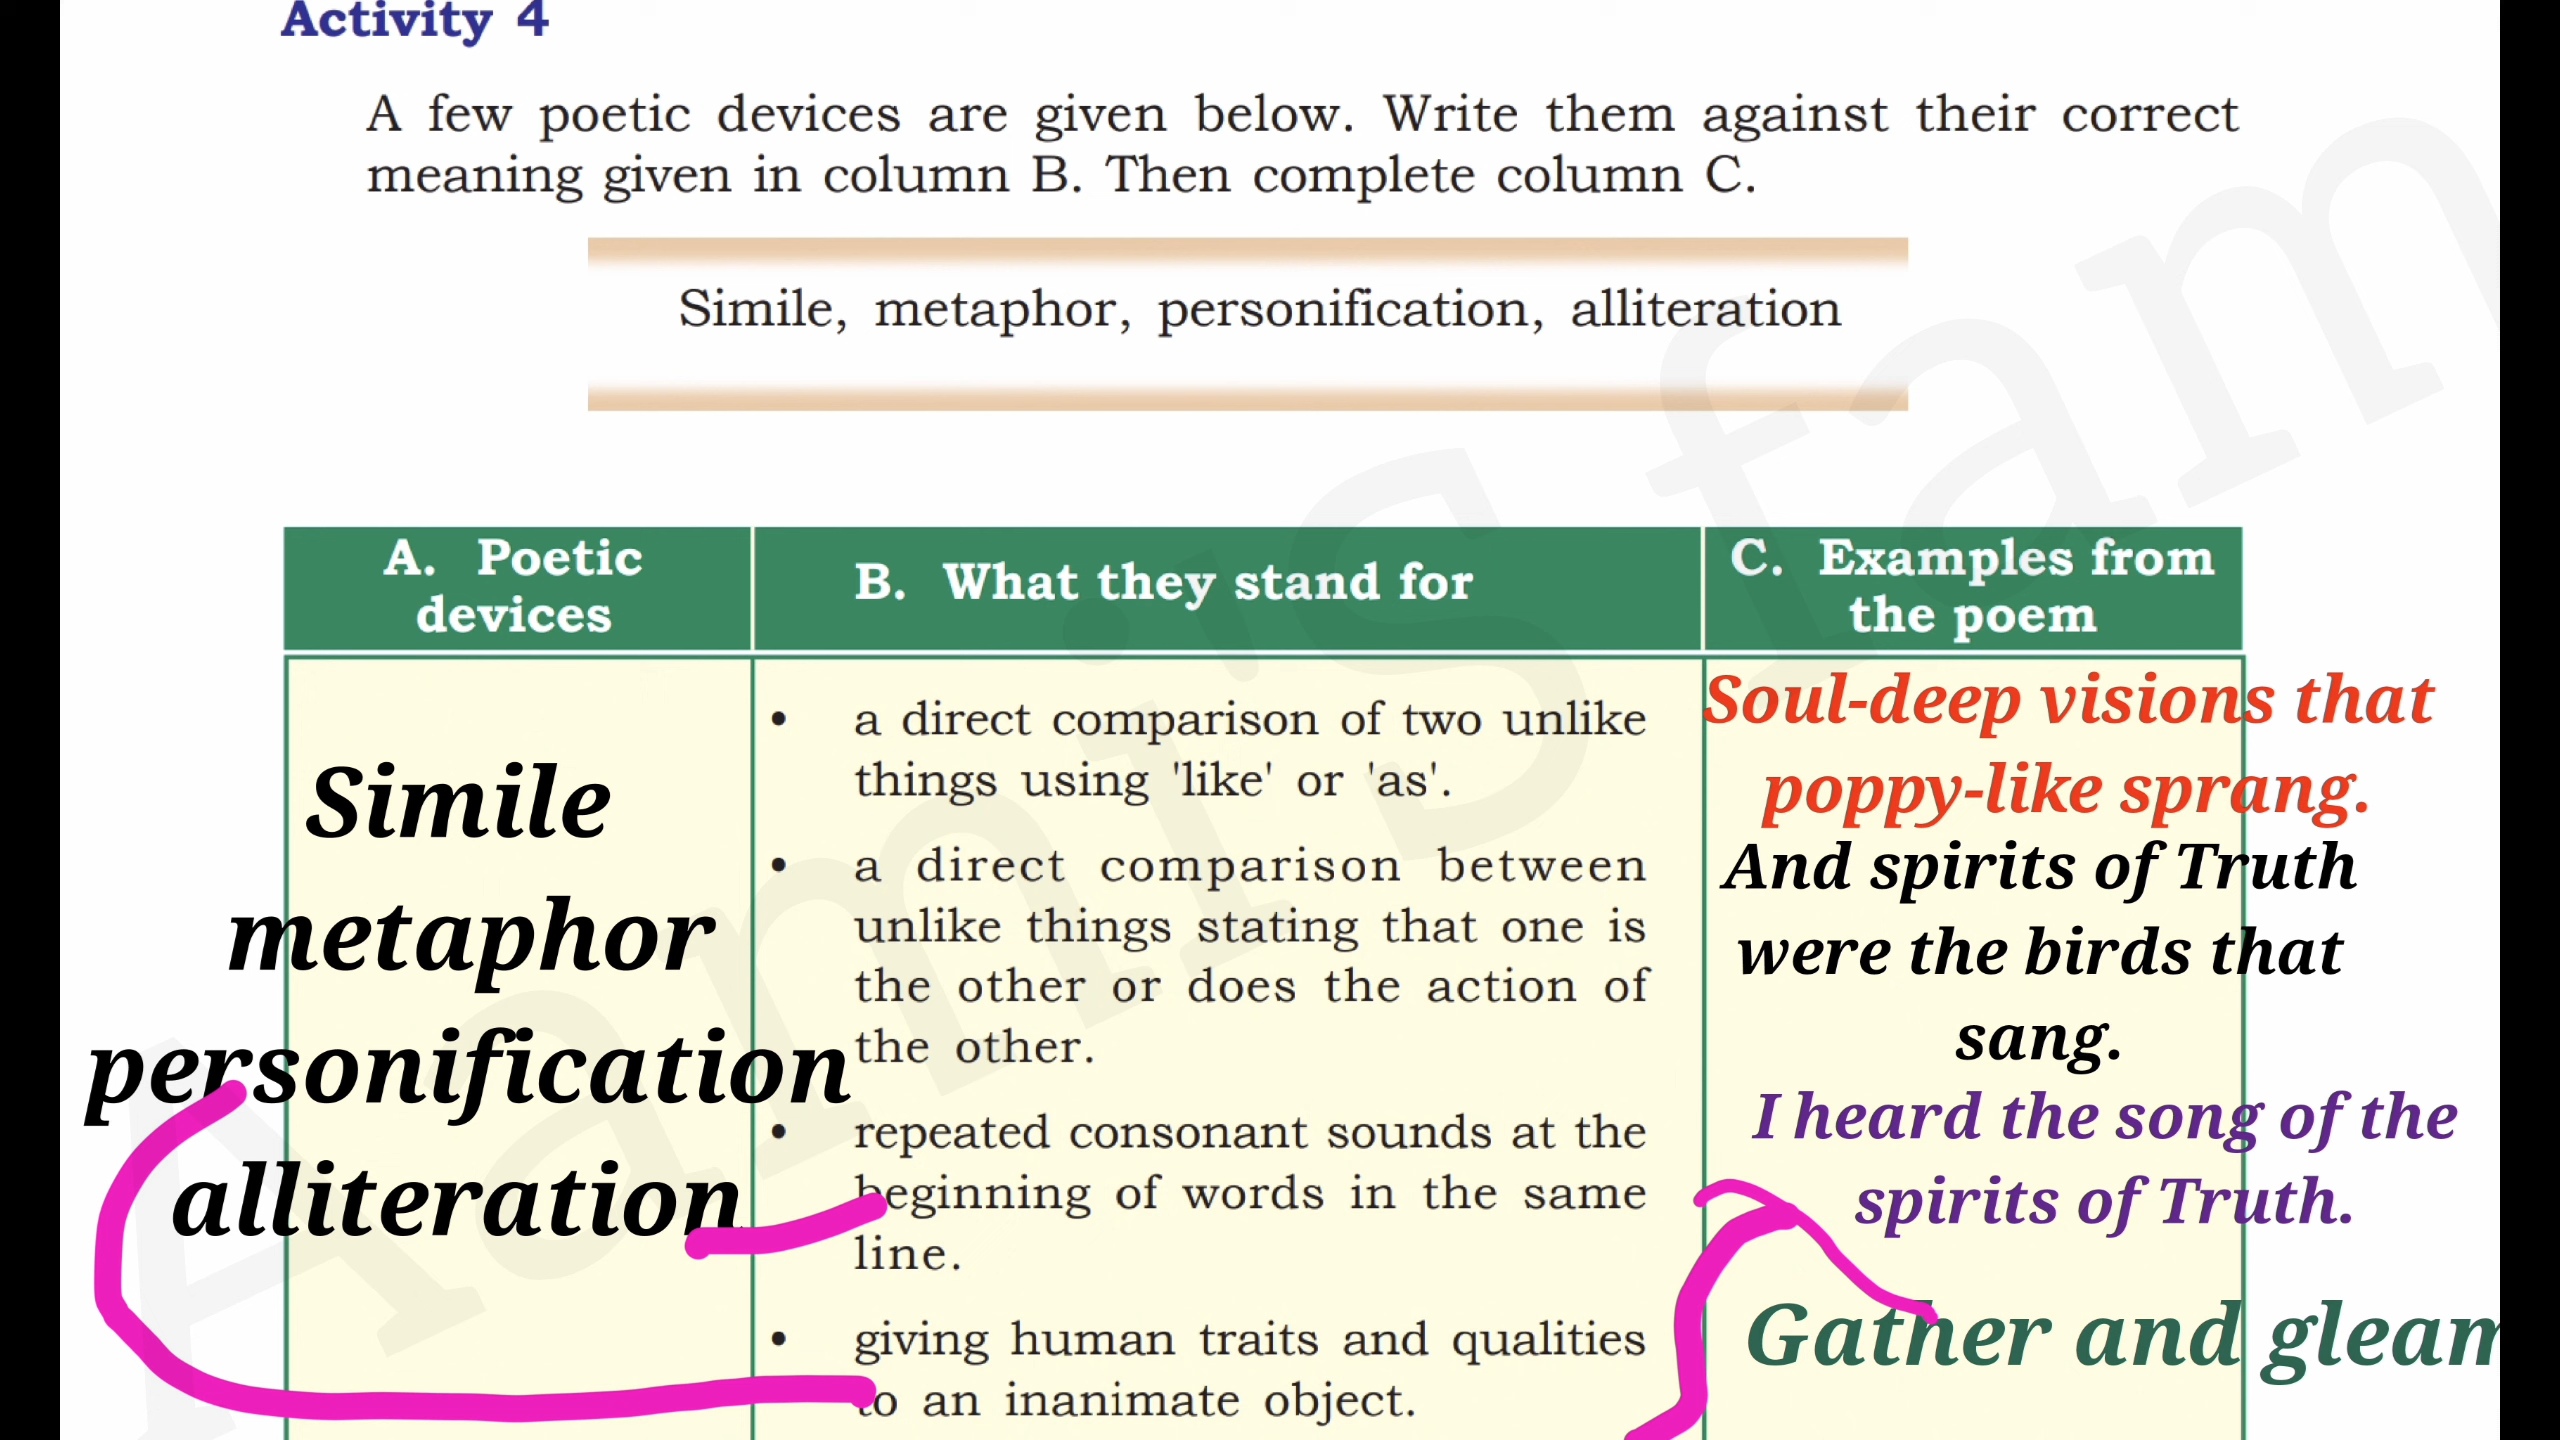 Activity 4
A few poetic devices are given below. Write them against their correct
meaning given in column B. Then complete column C.
Simile, metaphor, personification, alliteration
A. Poetic
devices
B. What they stand for
C. Examples from
the poem
Simile
metaphor
personification
alliteration
• a direct comparison of two unlike
things using 'like' or 'as'.
• a direct comparison between
unlike things stating that one is
the other or does the action of
the other.
• repeated consonant sounds at the
beginning of words in the same
line.
• giving human traits and qualities
to an inanimate object.
Soul-deep visions that
poppy-like sprang.
And spirits of Truth
were the birds that
sang.
I heard the song of the
spirits of Truth.
Gather and gleam
Aami's fam